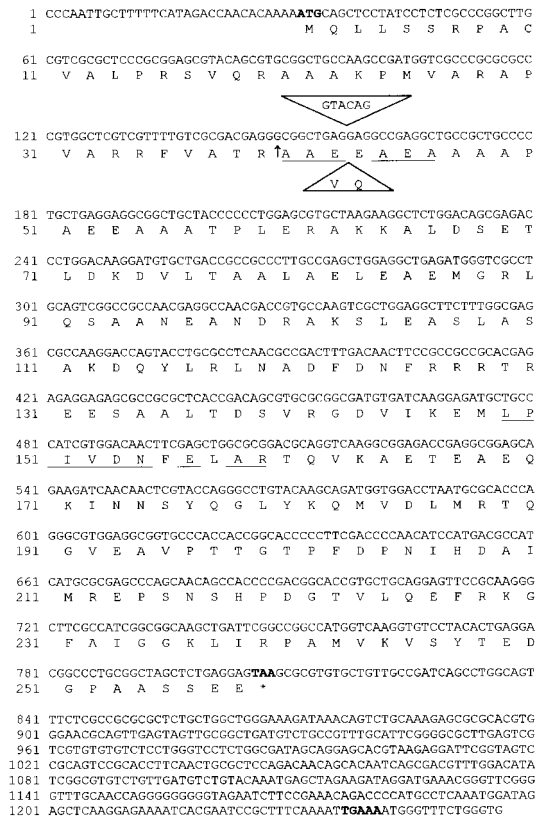 1 CCCAATTGCTTTTTCATAGACCAACACAAAAATGCAGCTCCTATCCTCTCGCCCGGCTTG
1 M Q L L S S R P A C
61 CGTCGCGCTCCCGCGGAGCGTACAGCGTGCGGCTGCCAAGCCGATGGTCGCCCGCGCGCC
11 V A L P R S V Q R A A A K P M V A R A P
GTACAG
121 CGTGGCTCGTCGTTTTGTCGCGACGAGGGCGGCTGAGGAGGCCGAGGCTGCCGCTGCCCC
31 V A R R F V A T R↑A A E E A E A A A A P
V Q
181 TGCTGAGGAGGCGGCTGCTACCCCCCTGGAGCGTGCTAAGAAGGCTCTGGACAGCGAGAC
51 A E E A A A T P L E R A K K A L D S E T
241 CCTGGACAAGGATGTGCTGACCGCCGCCCTTGCCGAGCTGGAGGCTGAGATGGGTCGCCT
71 L D K D V L T A A L A E L E A E M G R L
301 GCAGTCGGCCGCCAACGAGGCCAACGACCGTGCCAAGTCGCTGGAGGCTTCTTTGGCGAG
91 Q S A A N E A N D R A K S L E A S L A S
361 CGCCAAGGACCAGTACCTGCGCCTCAACGCCGACTTTGACAACTTCCGCCGCCGCACGAG
111 A K D Q Y L R L N A D F D N F R R R T R
421 AGAGGAGAGCGCCGCGCTCACCGACAGCGTGCGCGGCGATGTGATCAAGGAGATGCTGCC
131 E E S A A L T D S V R G D V I K E M L P
481 CATCGTGGACAACTTCGAGCTGGCGCGGACGCAGGTCAAGGCGGAGACCGAGGCGGAGCA
151 I V D N F E L A R T Q V K A E T E A E Q
541 GAAGATCAACAACTCGTACCAGGGCCTGTACAAGCAGATGGTGGACCTAATGCGCACCCA
171 K I N N S Y Q G L Y K Q M V D L M R T Q
601 GGGCGTGGAGGCGGTGCCCACCACCGGCACCCCCTTCGACCCCAACATCCATGACGCCAT
191 G V E A V P T T G T P F D P N I H D A I
661 CATGCGCGAGCCCAGCAACAGCCACCCCGACGGCACCGTGCTGCAGGAGTTCCGCAAGGG
211 M R E P S N S H P D G T V L Q E F R K G
721 CTTCGCCATCGGCGGCAAGCTGATTCGGCCGGCCATGGTCAAGGTGTCCTACACTGAGGA
231 F A I G G K L I R P A M V K V S Y T E D
781 CGGCCCTGCGGCTAGCTCTGAGGAGTAAGCGCGTGTGCTGTTGCCGATCAGCCTGGCAGT
251 G P A A S S E E *
841 TTCTCGCCGCGCGCTCTGCTGGCTGGGAAAGATAAACAGTCTGCAAAGAGCGCGCACGTG
901 GGAACGCAGTTGAGTAGTTGCGGCTGATGTCTGCCGTTTGCATTCGGGGCGCTTGAGTCG
961 TCGTGTGTGTCTCCTGGGTCCTCTGGCGATAGCAGGAGCACGTAAGAGGATTCGGTAGTC
1021 CGCAGTCCGCACCTTCAACTGCGCTCCAGACAACAGCACAATCAGCGACGTTTGGACATA
1081 TCGGCGTGTCTGTTGATGTCTGTACAAATGAGCTAGAAGATAGGATGAAACGGGTTCGGG
1141 GTTTGCAACCAGGGGGGGGGTAGAATCTTCCGAAACAGACCCCATGCCTCAAATGGATAG
1201 AGCTCAAGGAGAAAATCACGAATCCGCTTTCAAAATTGAAAATGGGTTTCTGGGTG